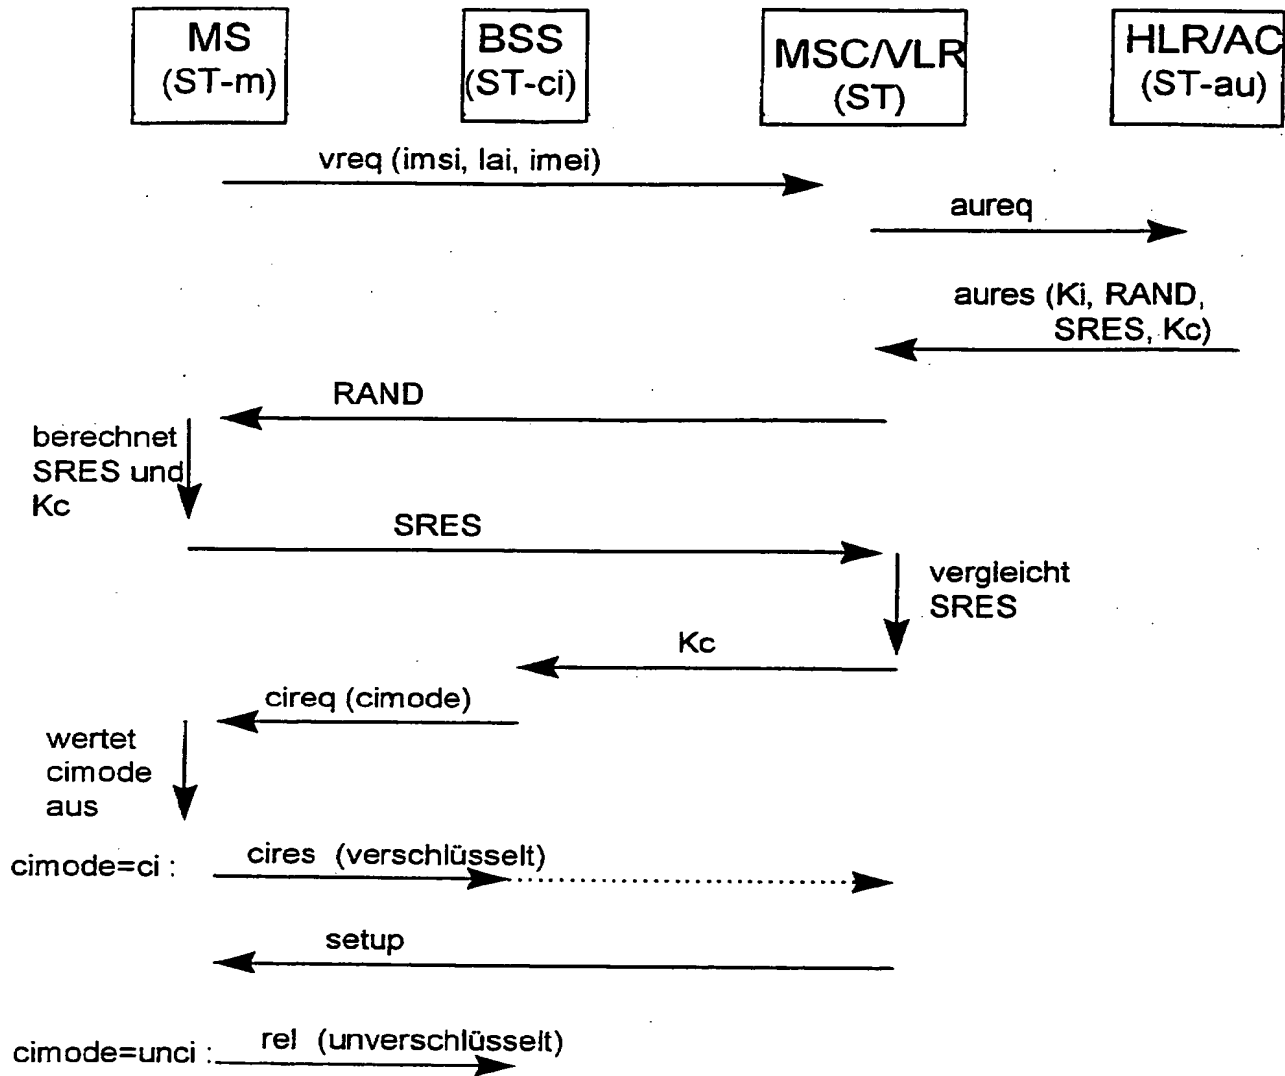 MS
(ST-m)
BSS
(ST-ci)
MSC/VLR
(ST)
HLR/AC
(ST-au)
vreq (imsi, lai, imei)
aureq
aures (Ki, RAND,
SRES, Kc)
RAND
berechnet
SRES und
Kc
SRES
vergleicht
SRES
Kc
cireq (cimode)
wertet
cimode
aus
cimode=ci :
cires (verschlüsselt)
setup
cimode=unci :
rel (unverschlüsselt)